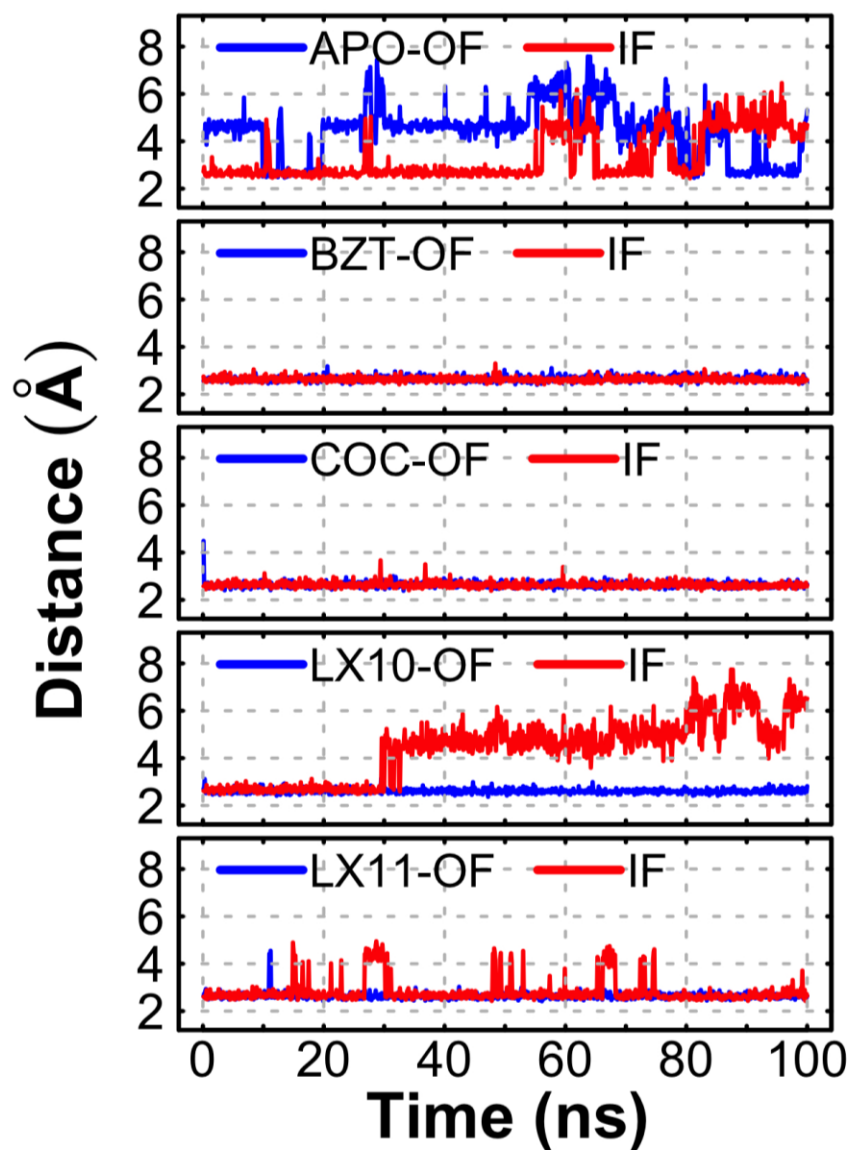 APO-OF IF
8
6
4
2
BZT-OF IF
8
6
4
2
COC-OF IF
8
6
4
2
LX10-OF IF
8
6
4
2
LX11-OF IF
8
6
4
2
0 20 40 60 80 100
Time (ns)
Distance (Å)